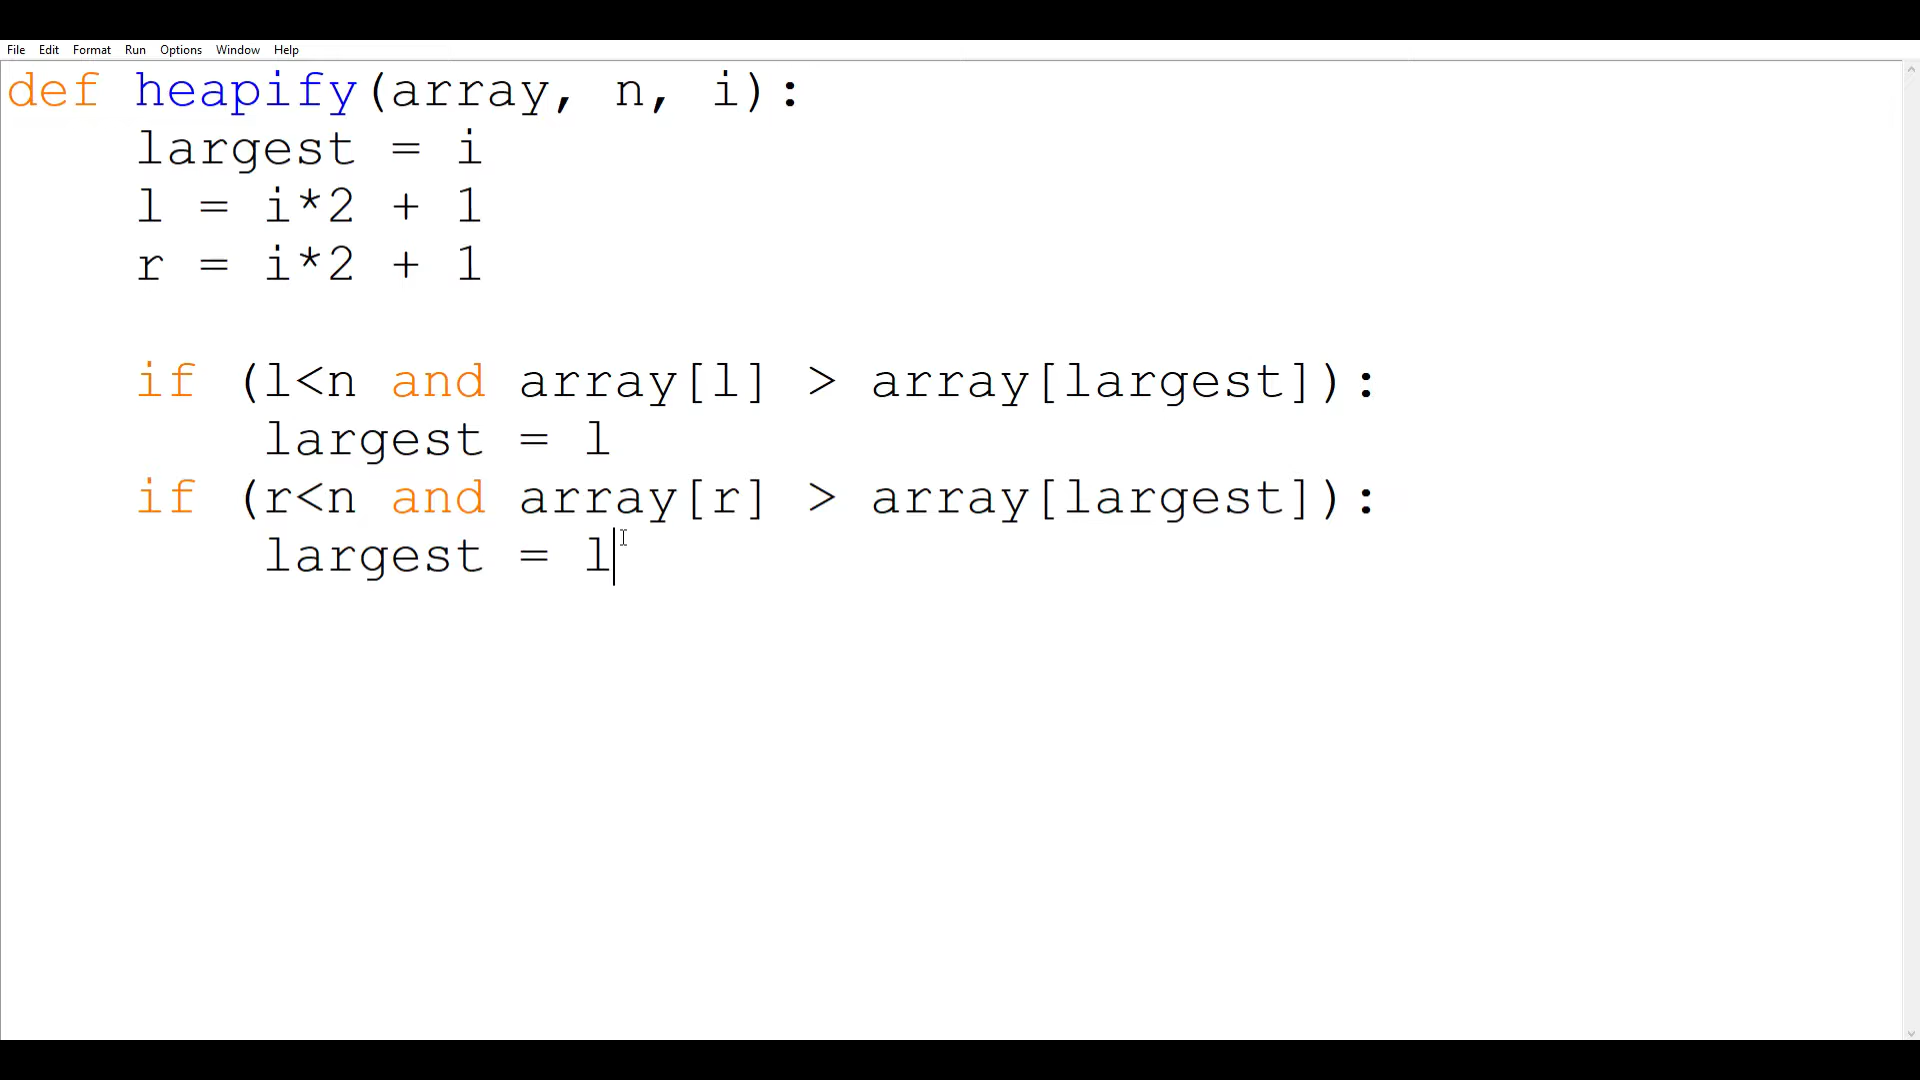 File Edit Format Run Options Window Help
def heapify(array, n, i):
    largest = i
    l = i*2 + 1
    r = i*2 + 1
    if (l<n and array[l] > array[largest]):
        largest = l
    if (r<n and array[r] > array[largest]):
        largest = l